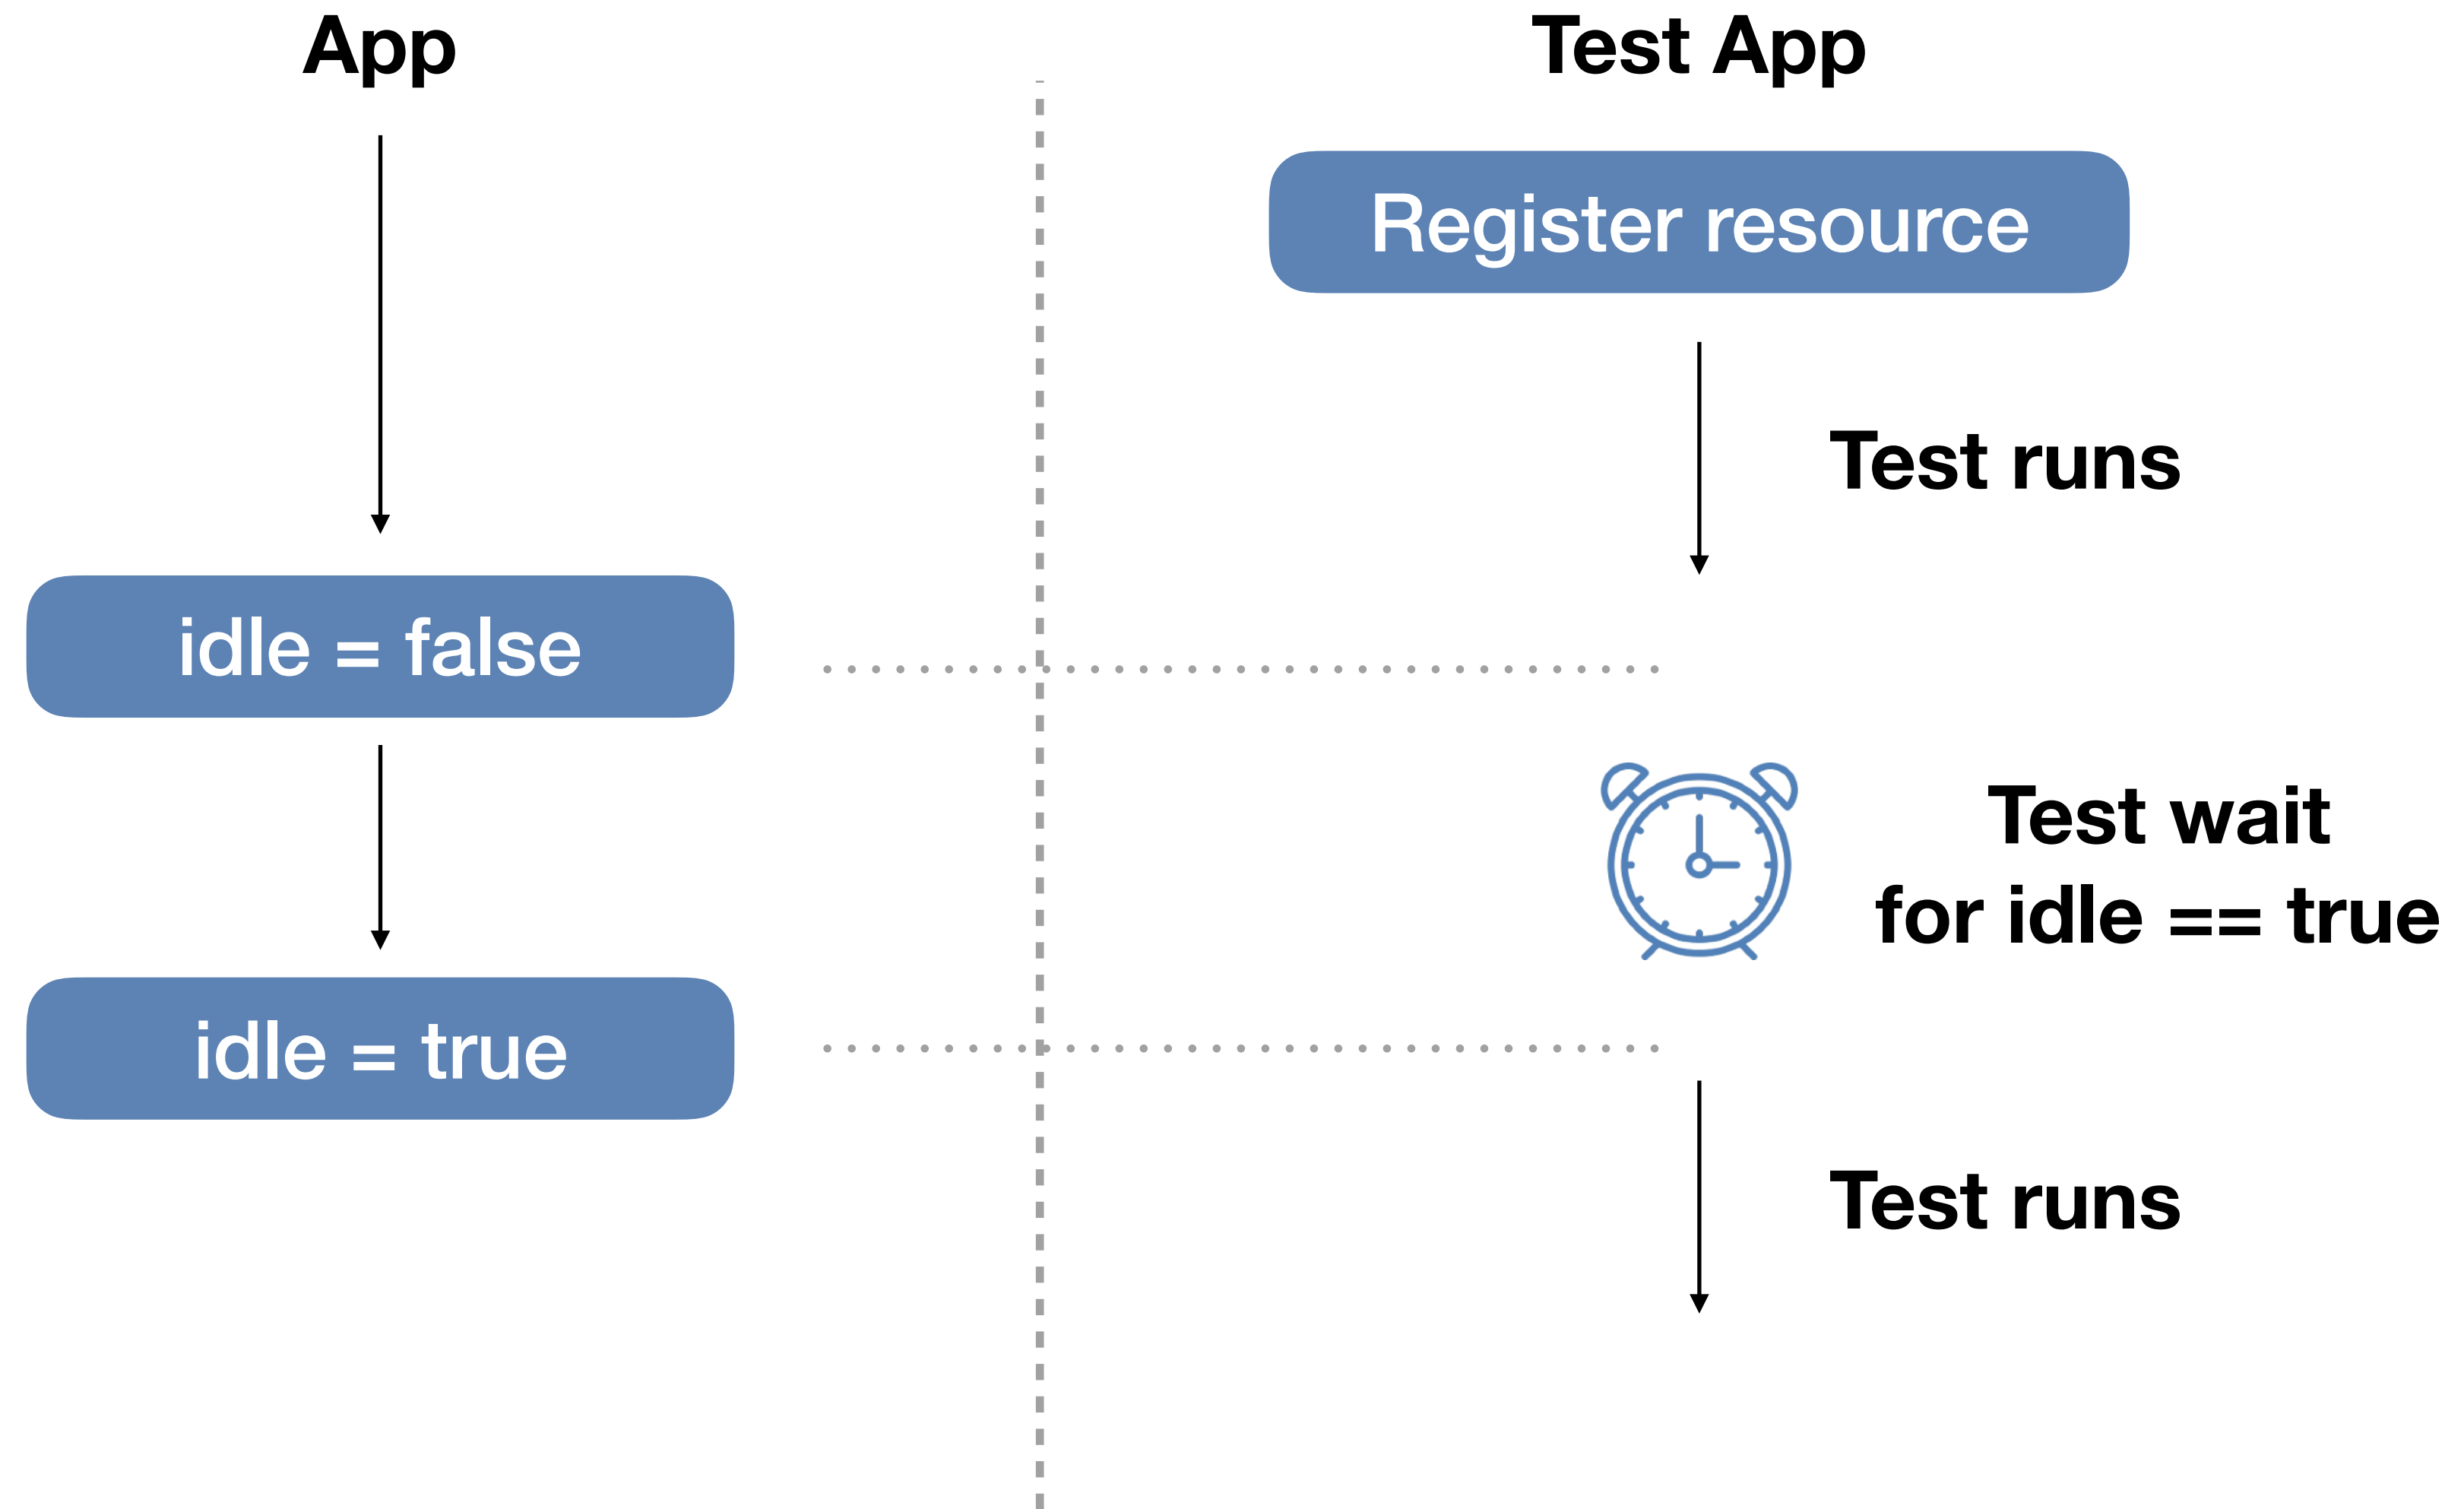 App
Test App
Register resource
Test runs
idle = false
Test wait
for idle == true
idle = true
Test runs